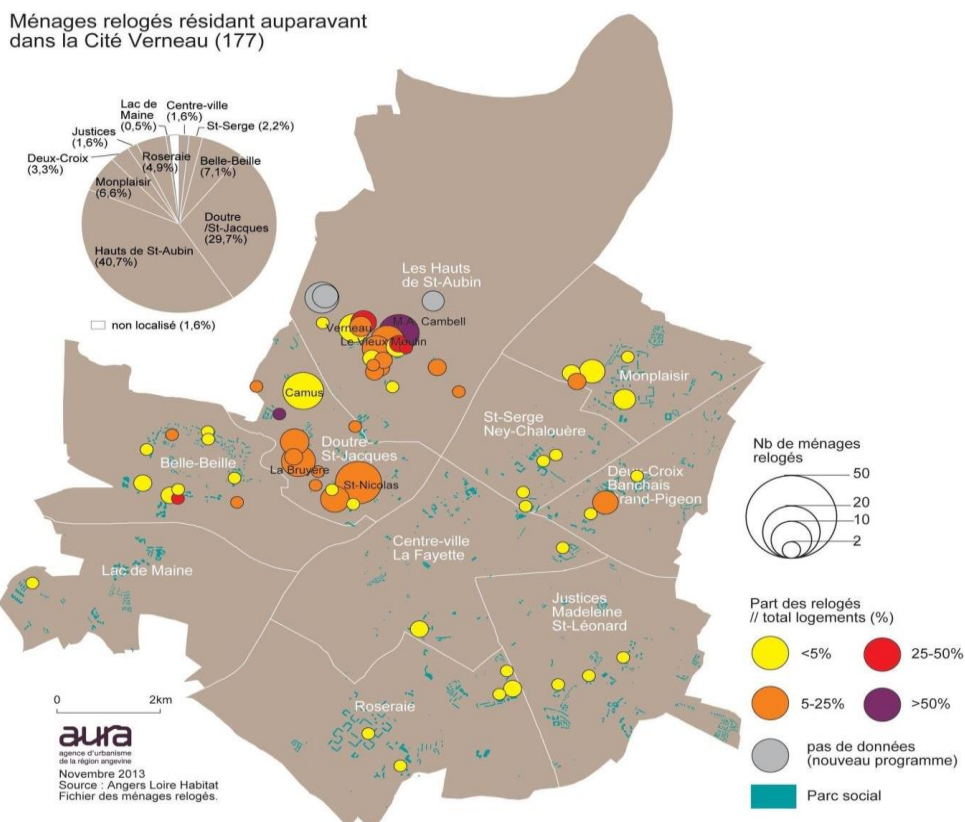 Ménages relogés résidant auparavant
dans la Cité Verneau (177)
Lac de
Maine
(0,5%)
Centre-ville
(1,6%)
St-Serge (2,2%)
Justices
(1,6%)
Deux-Croix
(3,3%)
Roseraie
(4,9%)
Belle-Beille
(7,1%)
Monplaisir
(6,6%)
Doutre
/St-Jacques
(29,7%)
Hauts de St-Aubin
(40,7%)
non localisé (1,6%)
Les Hauts
de St-Aubin
M.A. Cambell
Verneau
Le Vieux Moulin
Monplaisir
Camus
St-Serge
Ney-Chalouère
Doutre-
St-Jacques
Belle-Beille
La Bruyère
St-Nicolas
Deux-Croix
Banchais
Grand-Pigeon
Centre-ville
La Fayette
Lac de Maine
Justices
Madeleine
St-Léonard
Roseraie
Nb de ménages
relogés
50
20
10
2
Part des relogés
// total logements (%)
<5%
25-50%
5-25%
>50%
pas de données
(nouveau programme)
Parc social
0 2km
aura
agence d'urbanisme
de la région angevine
Novembre 2013
Source : Angers Loire Habitat
Fichier des ménages relogés.